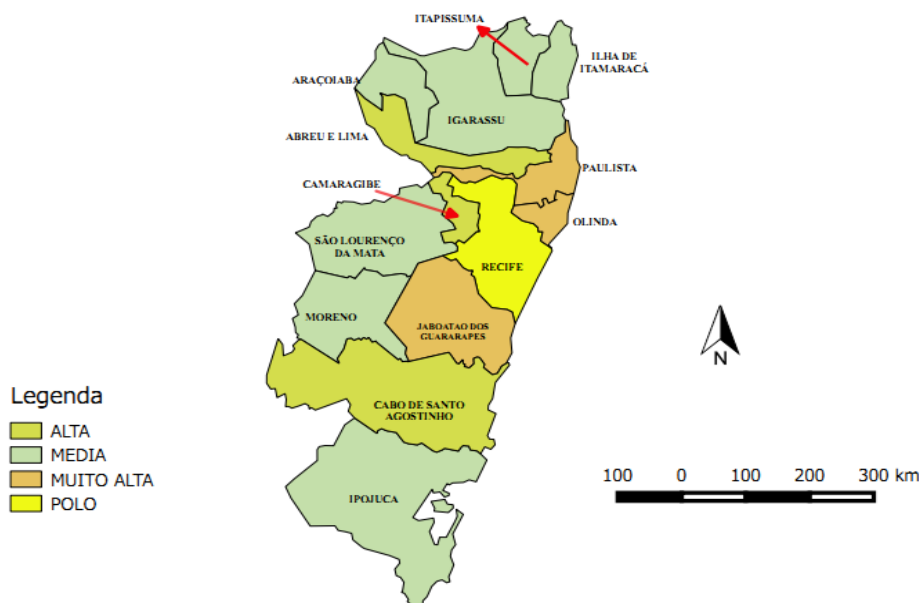 ITAPISSUMA
ILHA DE
ITAMARACÁ
ARAÇOIABA
IGARASSU
ABREU E LIMA
PAULISTA
CAMARAGIBE
OLINDA
SÃO LOURENÇO
DA MATA
RECIFE
MORENO
JABOATAO DOS
GUARARAPES
CABO DE SANTO
AGOSTINHO
IPOJUCA
N
Legenda
ALTA
MEDIA
MUITO ALTA
POLO
100 0 100 200 300 km